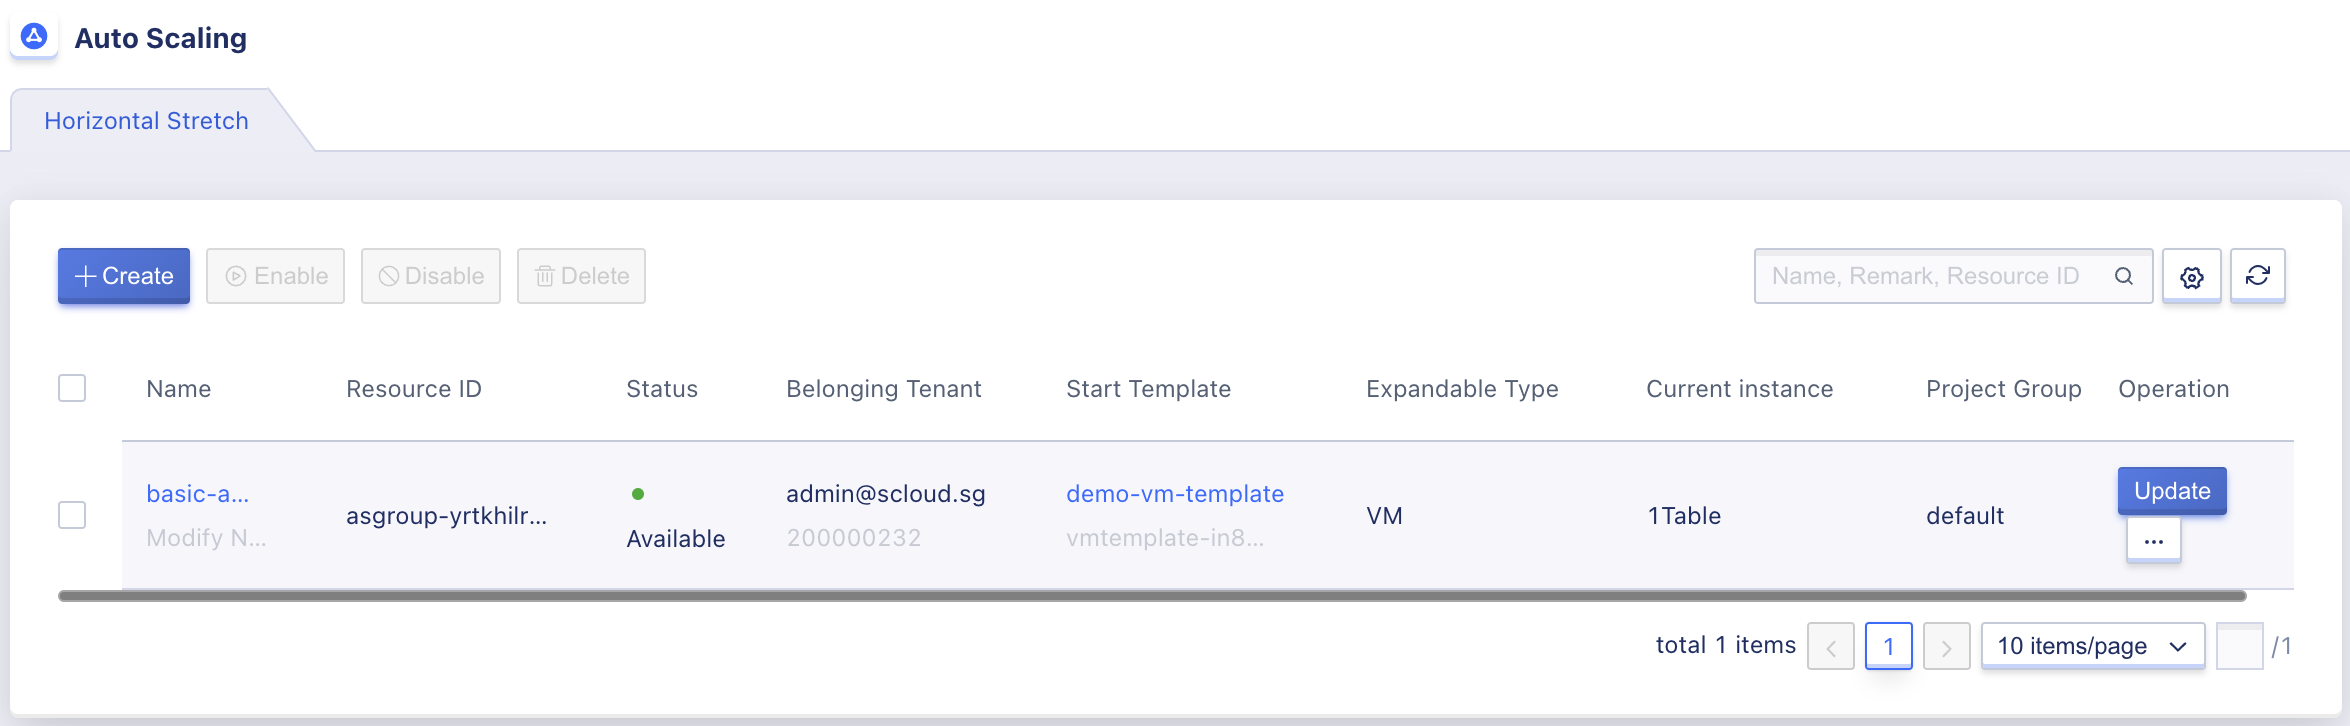 Auto Scaling
Horizontal Stretch
Create Enable Disable Delete Name, Remark, Resource ID
Name Resource ID Status Belonging Tenant Start Template Expandable Type Current instance Project Group Operation
basic-a... asgroup-yrtkhilr... Available admin@scloud.sg demo-vm-template VM 1Table default Update
Modify N... 200000232 vmtemplate-in8... ...
total 1 items 1 10 items/page /1